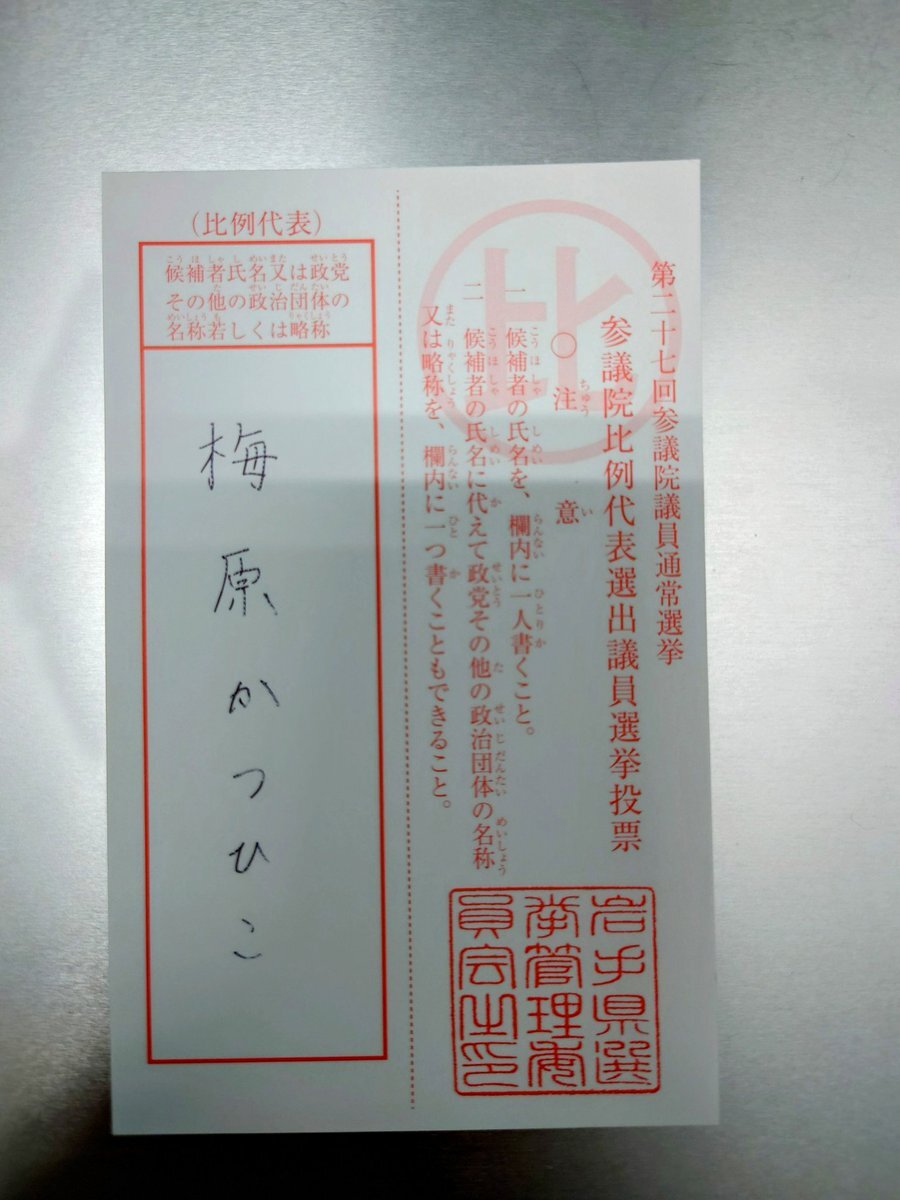 第二十七回参議院議員通常選挙
参議院比例代表選出議員選挙投票
〇注意
一 候補者の氏名を、欄内に一人書くこと。
二 候補者の氏名に代えて政党その他の政治団体の名称
又は略称を、欄内に一つ書くこともできること。
比
岩手県選
挙管理委
員会之印
(比例代表)
候補者氏名又は政党
その他の政治団体の
名称若しくは略称
梅原かつひこ